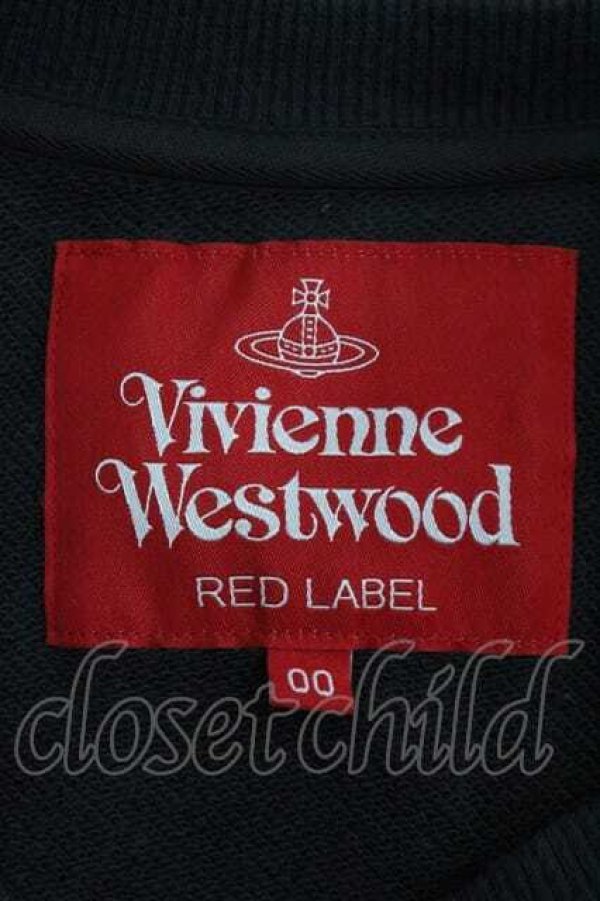 Vivienne
Westwood
RED LABEL
00
closetchild